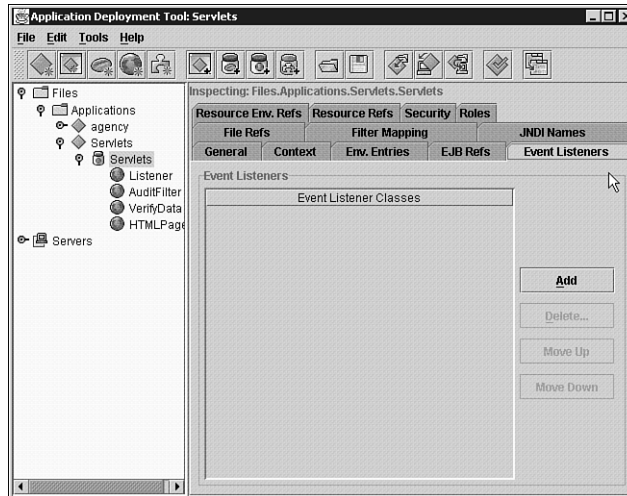 Application Deployment Tool: Servlets
File Edit Tools Help
Files
Applications
agency
Servlets
Servlets
Listener
AuditFilter
VerifyData
HTMLPage
Servers
Inspecting: Files.Applications.Servlets.Servlets
Resource Env. Refs Resource Refs Security Roles
File Refs Filter Mapping JNDI Names
General Context Env. Entries EJB Refs Event Listeners
Event Listeners
Event Listener Classes
Add
Delete...
Move Up
Move Down